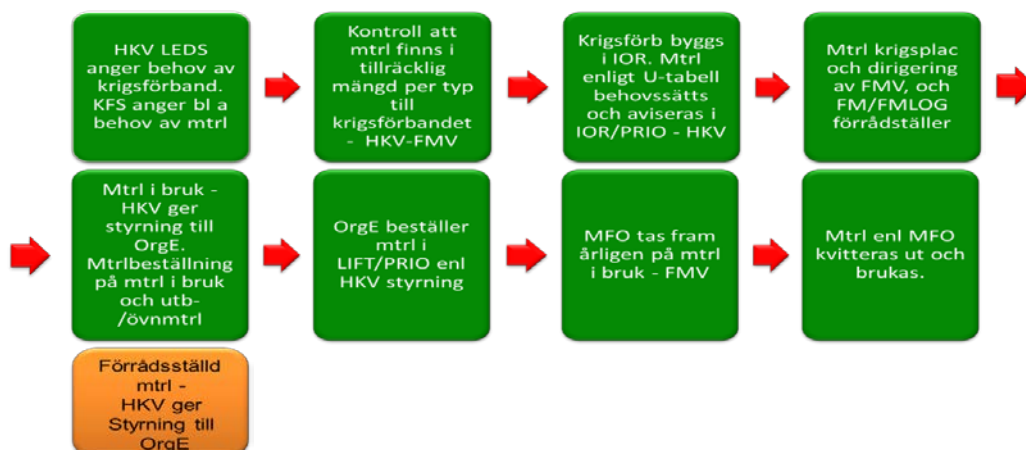 HKV LEDS
anger behov av
krigsförband.
KFS anger bl a
behov av mtrl
Kontroll att
mtrl finns i
tillräcklig
mängd per typ
till
krigsförbandet
- HKV-FMV
Krigsförb byggs
i IOR. Mtrl
enligt U-tabell
behovssätts
och aviseras i
IOR/PRIO - HKV
Mtrl krigsplac
och dirigering
av FMV, och
FM/FMLOG
förrådställer
Mtrl i bruk -
HKV ger
styrning till
OrgE.
Mtrlbeställning
på mtrl i bruk
och utb-
/övnmtrl
OrgE beställer
mtrl i
LIFT/PRIO enl
HKV styrning
MFO tas fram
årligen på mtrl
i bruk - FMV
Mtrl enl MFO
kvitteras ut och
brukas.
Förrådsställd
mtrl -
HKV ger
Styrning till
OrgE